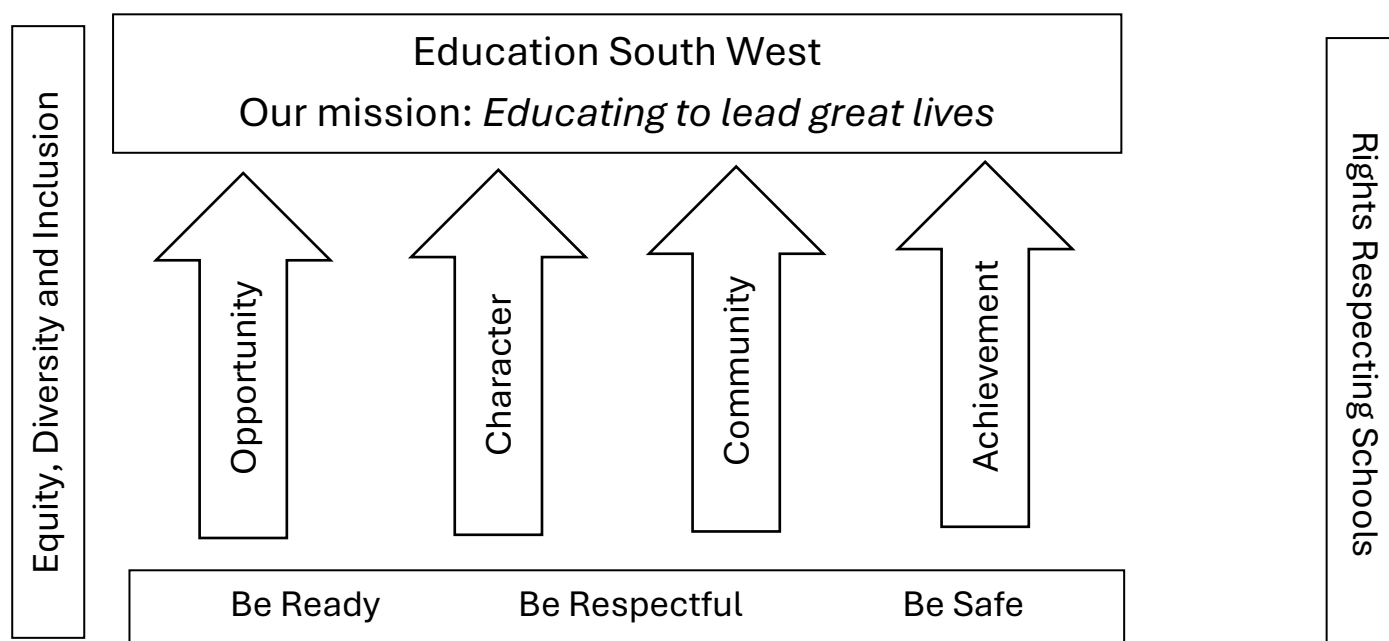 Equity, Diversity and Inclusion
Education South West
Our mission: Educating to lead great lives
Opportunity
Character
Community
Achievement
Be Ready Be Respectful Be Safe
Rights Respecting Schools